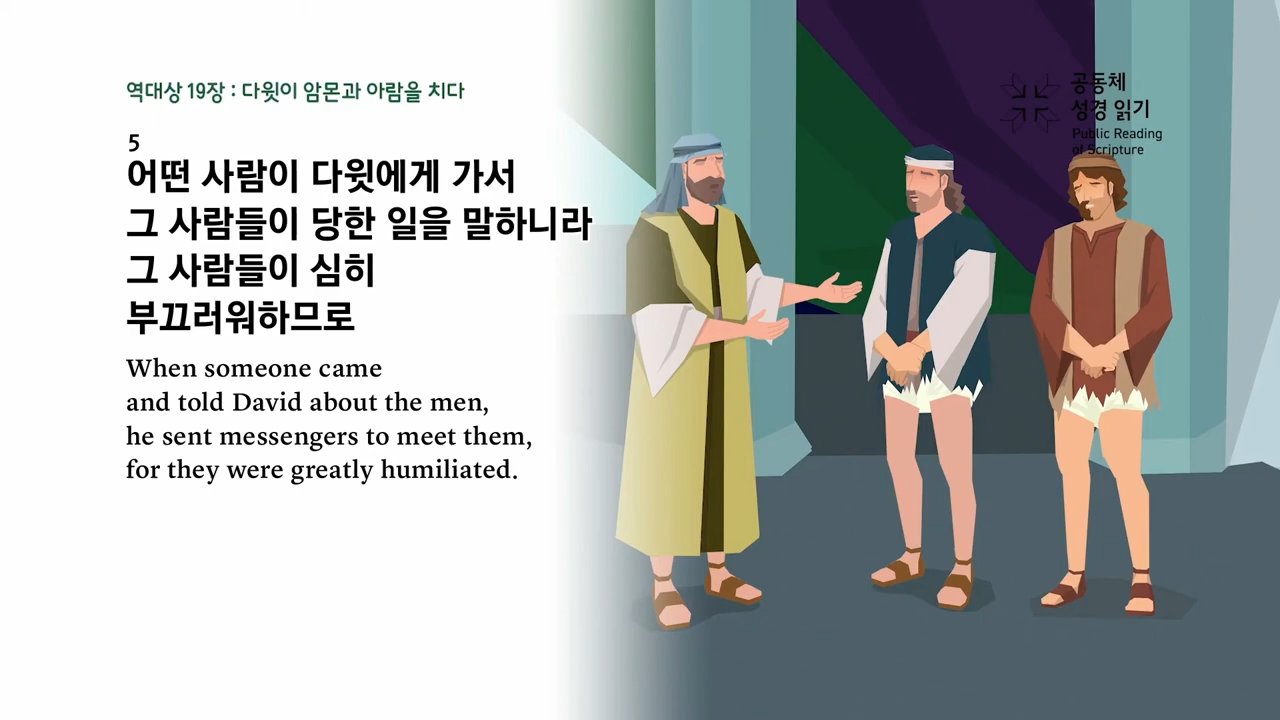 역대상 19장 : 다윗이 암몬과 아람을 치다
5
어떤 사람이 다윗에게 가서
그 사람들이 당한 일을 말하니라
그 사람들이 심히
부끄러워하므로
When someone came
and told David about the men,
he sent messengers to meet them,
for they were greatly humiliated.
공동체
성경 읽기
Public Reading
of Scripture